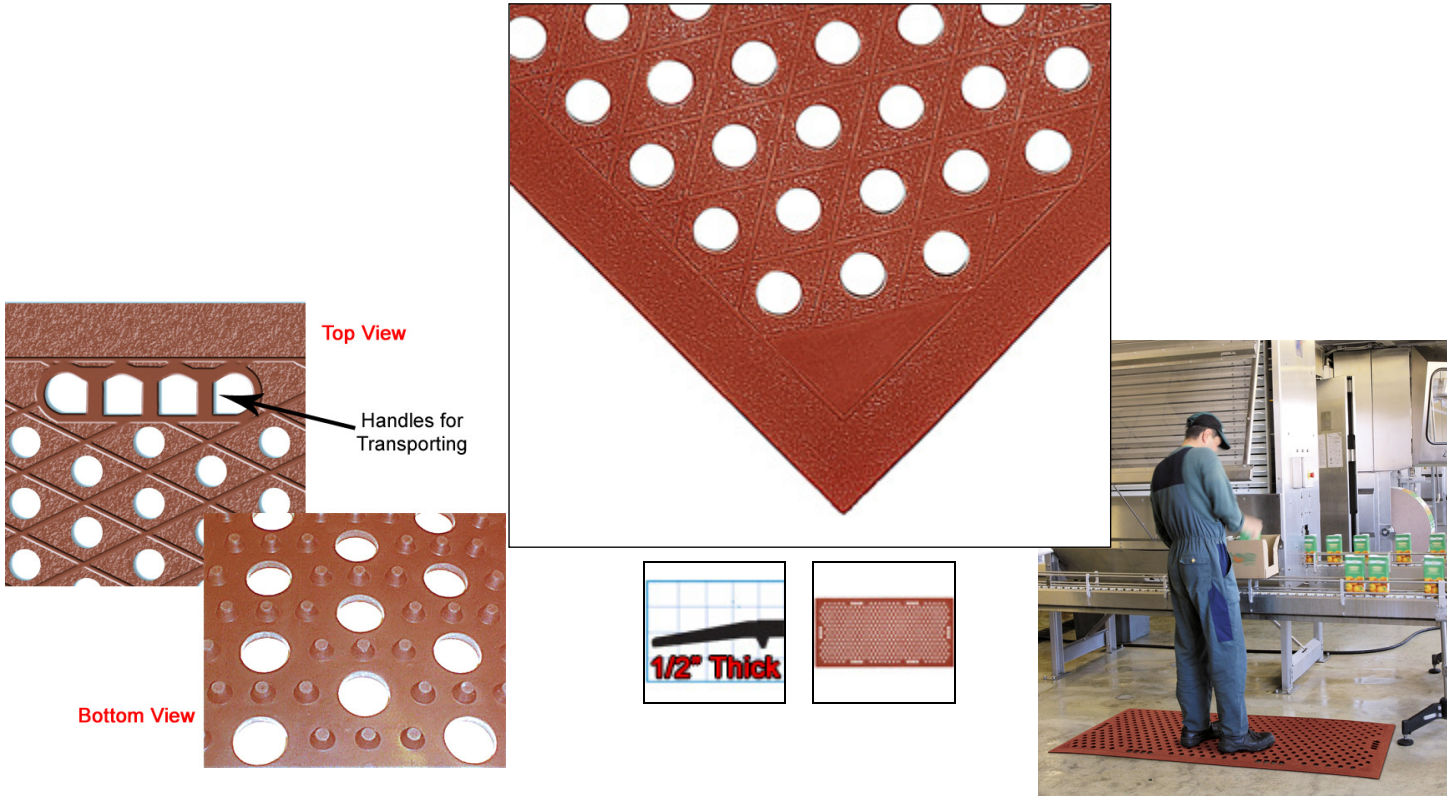 Top View
Handles for
Transporting
Bottom View
1/2" Thick